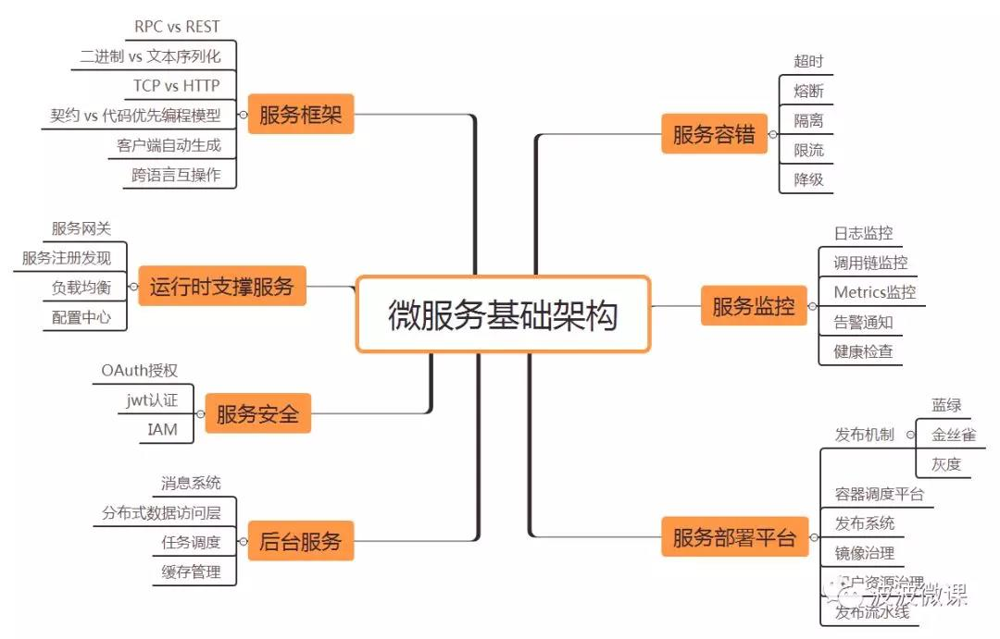 微服务基础架构
服务框架
RPC vs REST
二进制 vs 文本序列化
TCP vs HTTP
契约 vs 代码优先编程模型
客户端自动生成
跨语言互操作
运行时支撑服务
服务网关
服务注册发现
负载均衡
配置中心
服务安全
OAuth授权
jwt认证
IAM
后台服务
消息系统
分布式数据访问层
任务调度
缓存管理
服务容错
超时
熔断
隔离
限流
降级
服务监控
日志监控
调用链监控
Metrics监控
告警通知
健康检查
服务部署平台
发布机制
蓝绿
金丝雀
灰度
容器调度平台
发布系统
镜像治理
户资源治理
发布流水线
波波微课